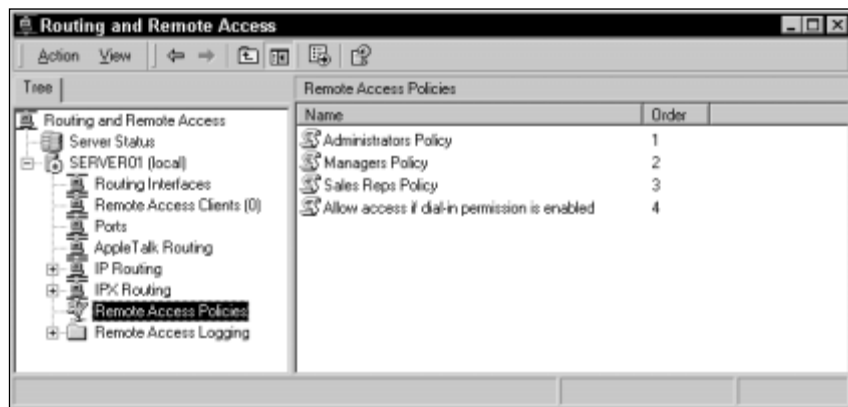 Routing and Remote Access
Action View
Tree
Routing and Remote Access
Server Status
SERVER01 (local)
Routing Interfaces
Remote Access Clients (0)
Ports
AppleTalk Routing
IP Routing
IPX Routing
Remote Access Policies
Remote Access Logging
Remote Access Policies
Name Order
Administrators Policy 1
Managers Policy 2
Sales Reps Policy 3
Allow access if dial-in permission is enabled 4